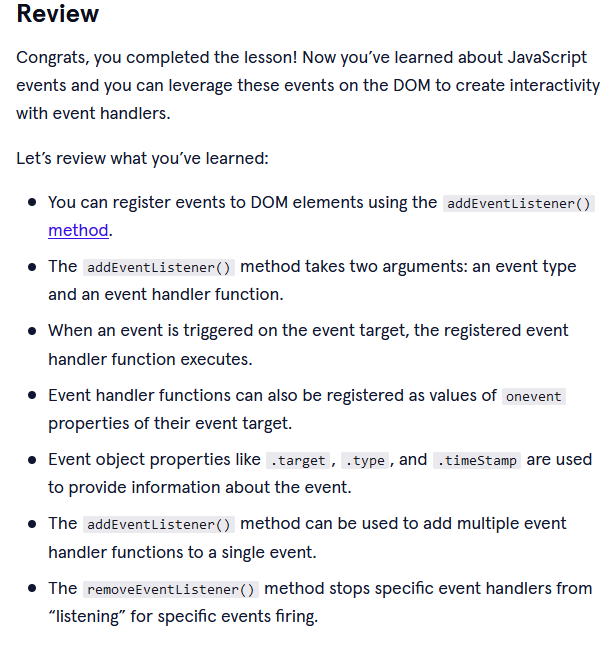 Review
Congrats, you completed the lesson! Now you’ve learned about JavaScript
events and you can leverage these events on the DOM to create interactivity
with event handlers.
Let’s review what you’ve learned:
• You can register events to DOM elements using the addEventListener()
method.
• The addEventListener() method takes two arguments: an event type
and an event handler function.
• When an event is triggered on the event target, the registered event
handler function executes.
• Event handler functions can also be registered as values of onevent
properties of their event target.
• Event object properties like .target, .type, and .timeStamp are used
to provide information about the event.
• The addEventListener() method can be used to add multiple event
handler functions to a single event.
• The removeEventListener() method stops specific event handlers from
“listening” for specific events firing.